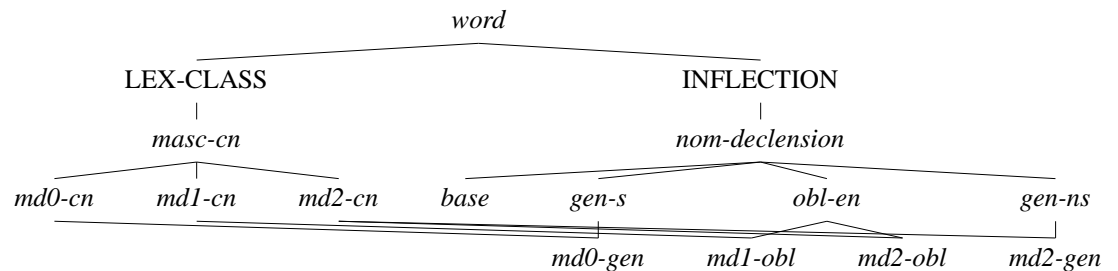 word
LEX-CLASS INFLECTION
masc-cn nom-declension
md0-cn md1-cn md2-cn base gen-s obl-en gen-ns
md0-gen md1-obl md2-obl md2-gen